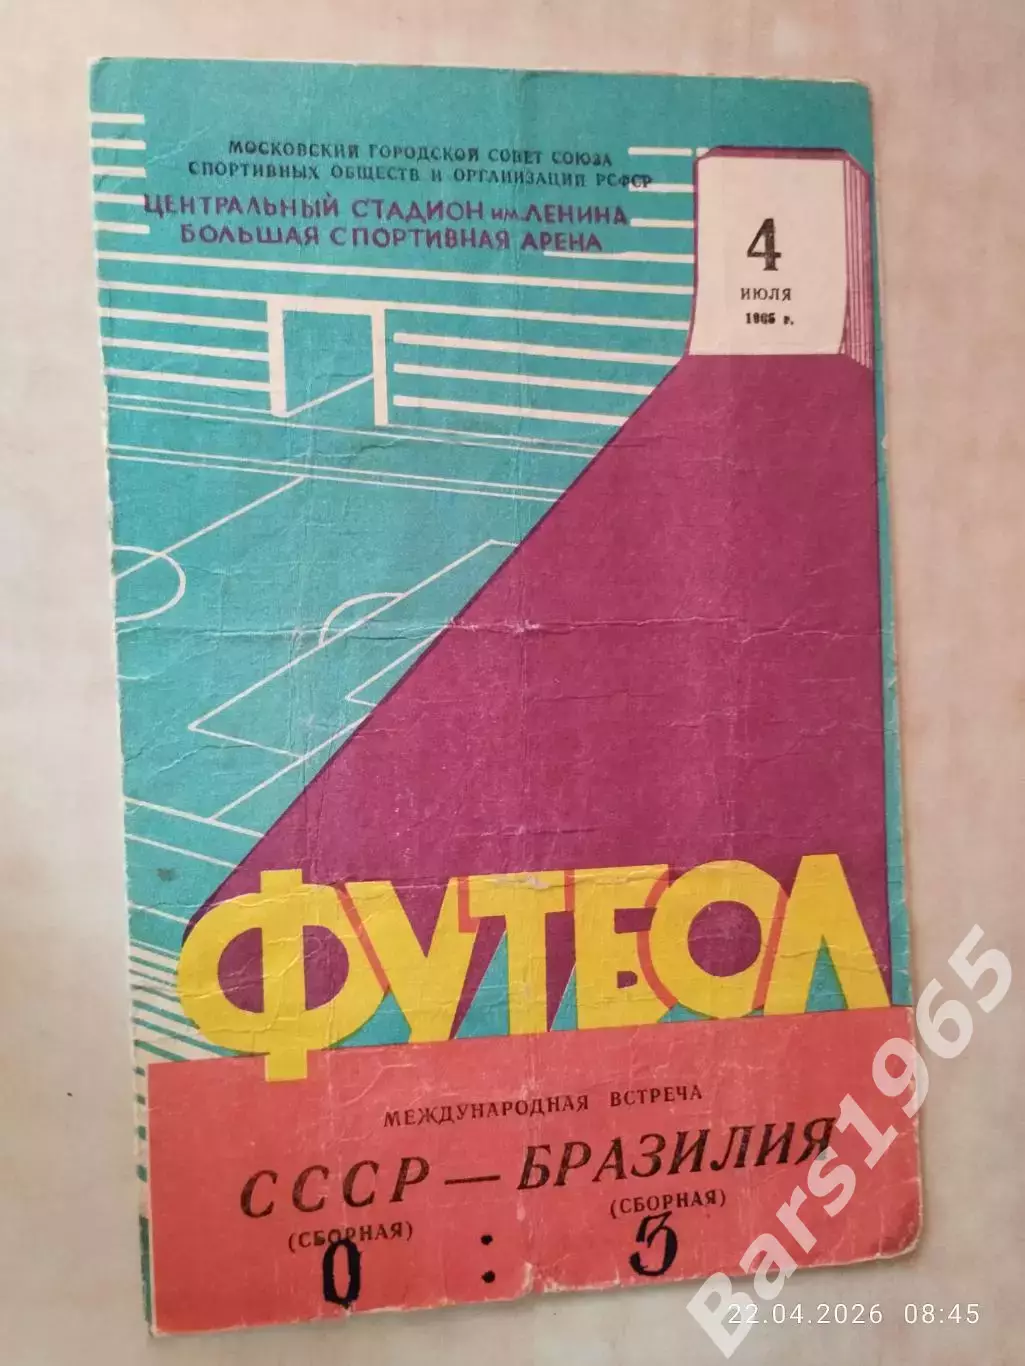 МОСКОВСКИЙ ГОРОДСКОЙ СОВЕТ СОЮЗА
СПОРТИВНЫХ ОБЩЕСТВ И ОРГАНИЗАЦИЙ РСФСР
ЦЕНТРАЛЬНЫЙ СТАДИОН им. ЛЕНИНА
БОЛЬШАЯ СПОРТИВНАЯ АРЕНА
4
ИЮЛЯ
1965 г.
ФУТБОЛ
МЕЖДУНАРОДНАЯ ВСТРЕЧА
СССР — БРАЗИЛИЯ
(СБОРНАЯ) (СБОРНАЯ)
0 : 3
Bars1965
22.04.2026 08:45